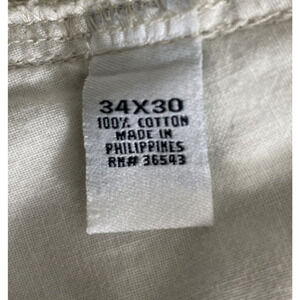 34X30
100% COTTON
MADE IN
PHILIPPINES
RN# 36543